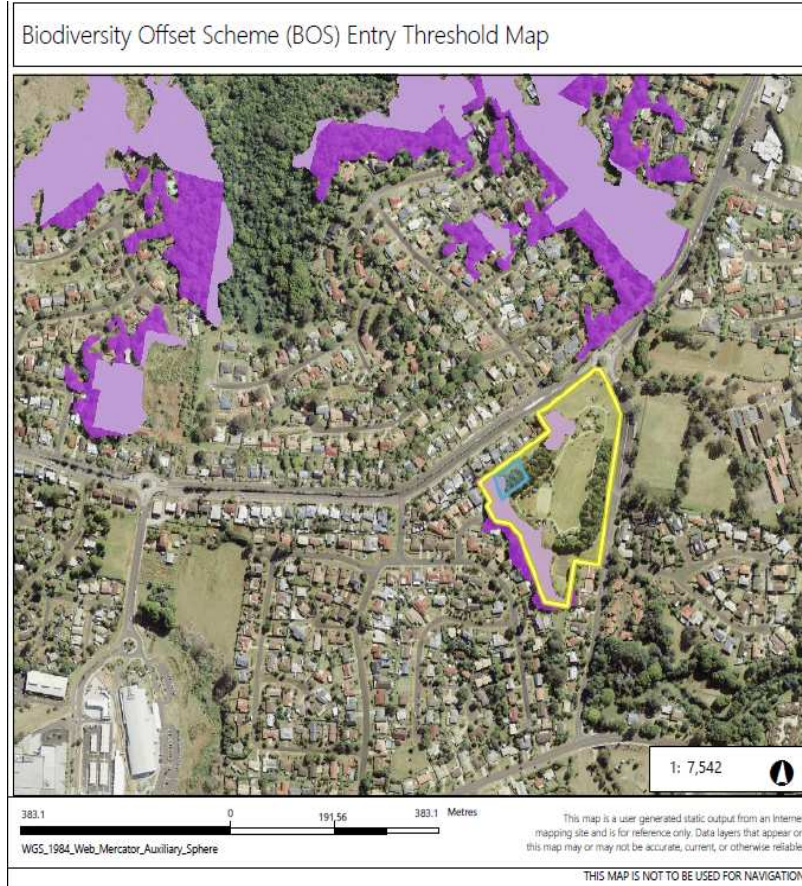 Biodiversity Offset Scheme (BOS) Entry Threshold Map
1: 7,542
383.1 0 191.56 383.1 Metres
WGS_1984_Web_Mercator_Auxiliary_Sphere
This map is a user generated static output from an Interne
mapping site and is for reference only. Data layers that appear on
this map may or may not be accurate, current, or otherwise reliable
THIS MAP IS NOT TO BE USED FOR NAVIGATION